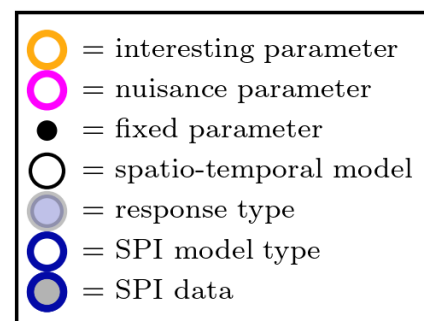 = interesting parameter
= nuisance parameter
= fixed parameter
= spatio-temporal model
= response type
= SPI model type
= SPI data